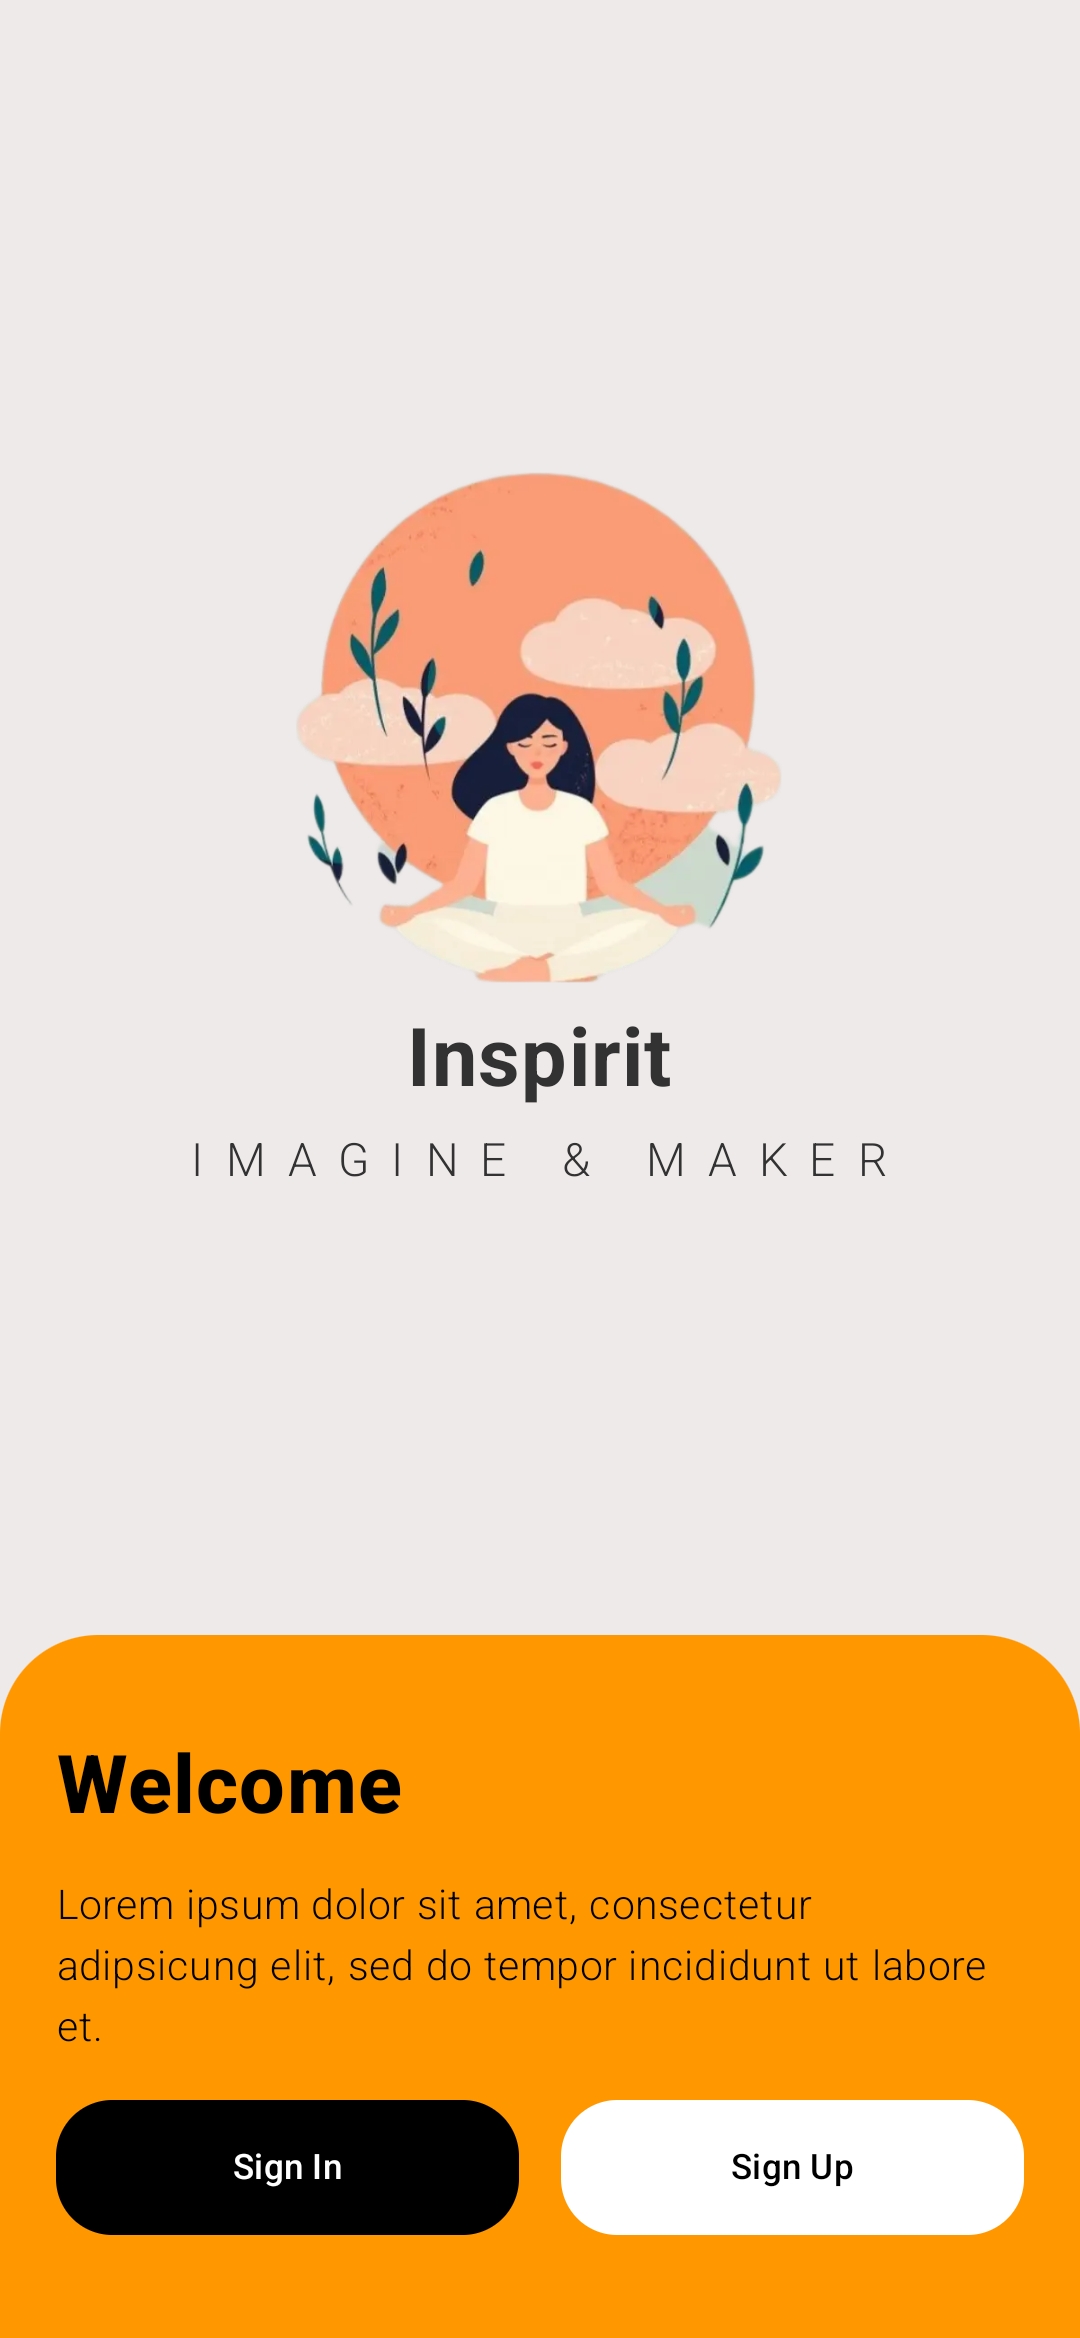 Inspirit
IMAGINE & MAKER
Welcome
Lorem ipsum dolor sit amet, consectetur
adipsicung elit, sed do tempor incididunt ut labore
et.
Sign In
Sign Up